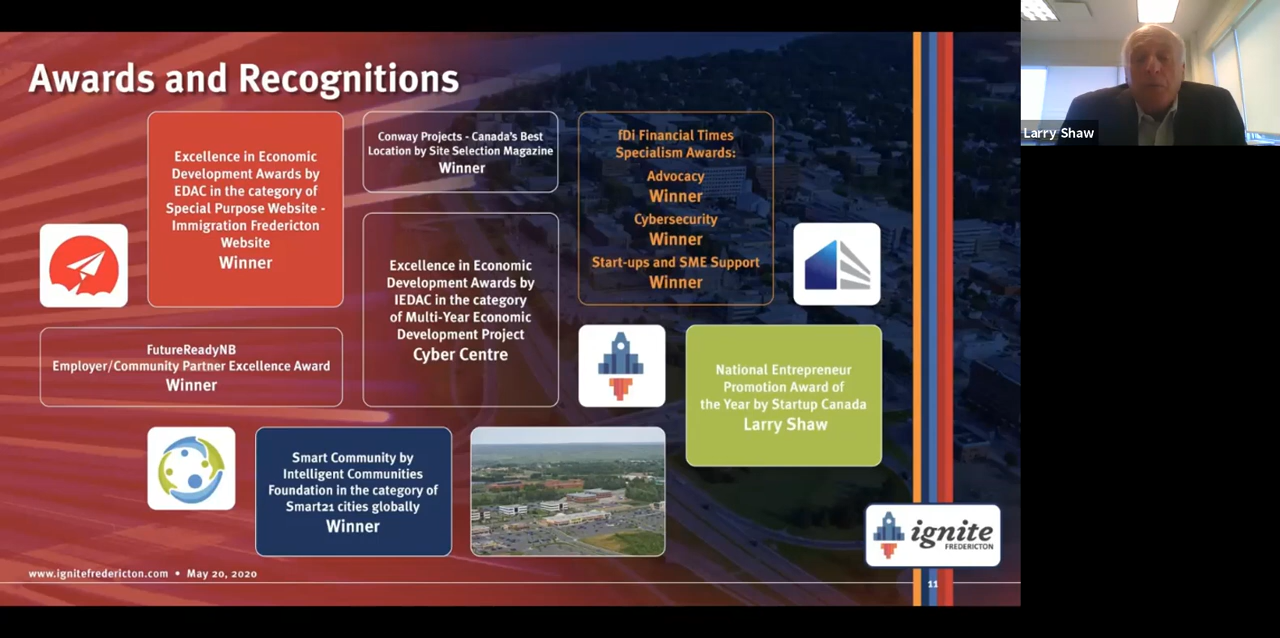 Awards and Recognitions
Excellence in Economic
Development Awards by
EDAC in the category of
Special Purpose Website -
Immigration Fredericton
Website
Winner
Conway Projects - Canada's Best
Location by Site Selection Magazine
Winner
fDi Financial Times
Specialism Awards:
Advocacy
Winner
Cybersecurity
Winner
Start-ups and SME Support
Winner
Excellence in Economic
Development Awards by
IEDAC in the category
of Multi-Year Economic
Development Project
Cyber Centre
FutureReadyNB
Employer/Community Partner Excellence Award
Winner
National Entrepreneur
Promotion Award of
the Year by Startup Canada
Larry Shaw
Smart Community by
Intelligent Communities
Foundation in the category of
Smart21 cities globally
Winner
ignite
FREDERICTON
www.ignitefredericton.com • May 20, 2020
11
Larry Shaw